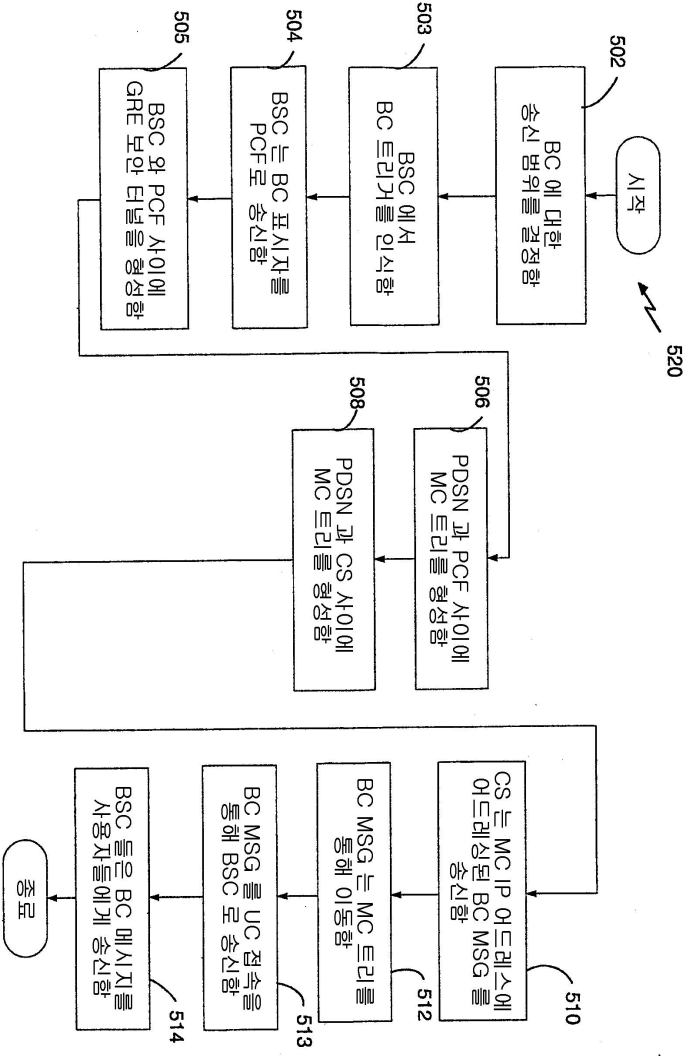 520
시작
502
BC 에 대한
송신 범위를 결정함
503
BSC 에서
BC 트리거를 인식함
504
BSC 는 BC 표시자를
PCF로 송신함
505
BSC 와 PCF 사이에
GRE 보안 터널을 형성함
506
PDSN 과 PCF 사이에
MC 트리를 형성함
508
PDSN 과 CS 사이에
MC 트리를 형성함
510
CS 는 MC IP 어드레스에
어드레싱된 BC MSG 를
송신함
512
BC MSG 는 MC 트리를
통해 이동함
513
BC MSG 를 UC 접속을
통해 BSC 로 송신함
514
BSC 들은 BC 메시지를
사용자들에게 송신함
종료